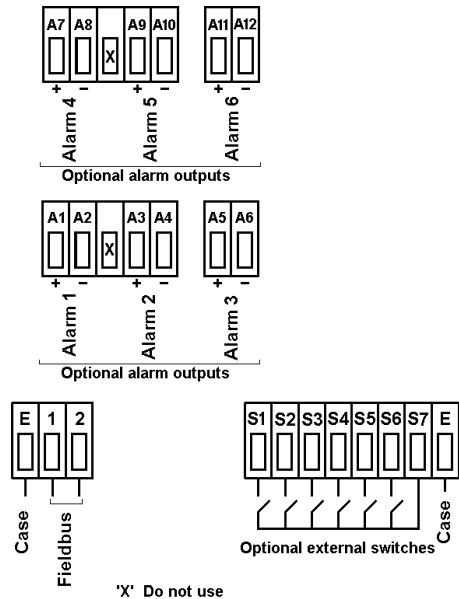 A7 A8 X A9 A10 A11 A12
+ − + − + −
Alarm 4 Alarm 5 Alarm 6
Optional alarm outputs
A1 A2 X A3 A4 A5 A6
+ − + − + −
Alarm 1 Alarm 2 Alarm 3
Optional alarm outputs
E 1 2
Case Fieldbus
S1 S2 S3 S4 S5 S6 S7 E
Case
Optional external switches
'X' Do not use